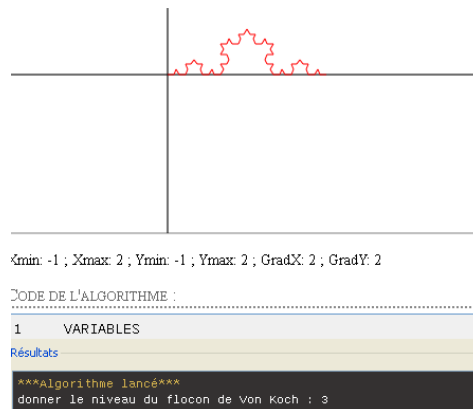 Xmin: -1 ; Xmax: 2 ; Ymin: -1 ; Ymax: 2 ; GradX: 2 ; GradY: 2
CODE DE L'ALGORITHME :
1 VARIABLES
Résultats
***Algorithme lancé***
donner le niveau du flocon de Von Koch : 3